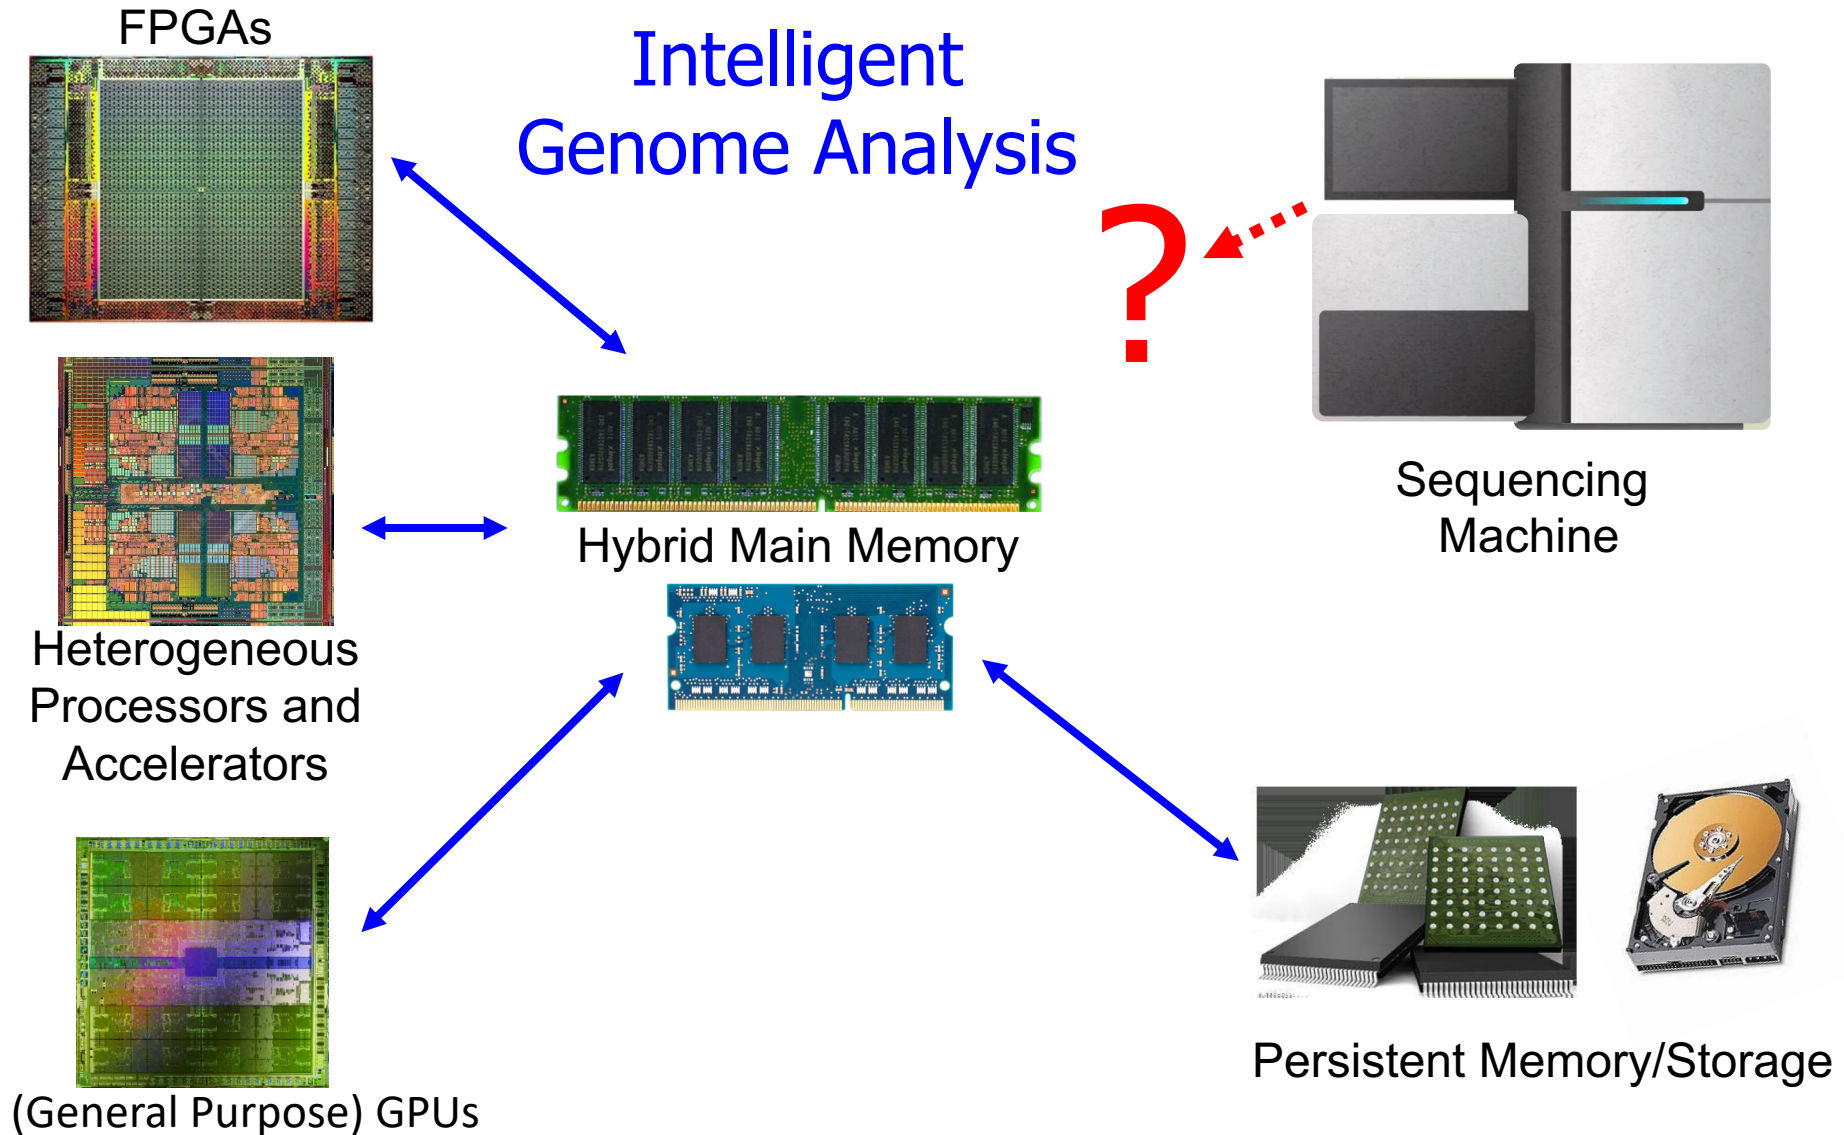 FPGAs
Intelligent
Genome Analysis
?
Sequencing
Machine
Hybrid Main Memory
Heterogeneous
Processors and
Accelerators
Persistent Memory/Storage
(General Purpose) GPUs